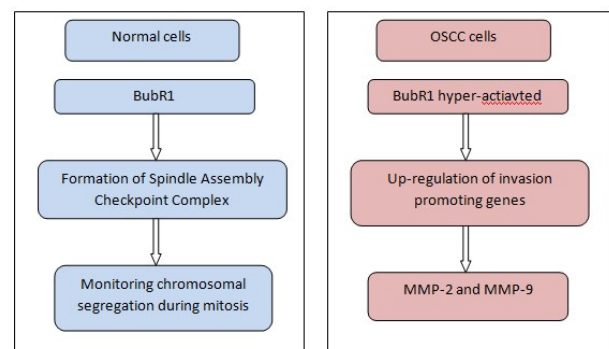 Normal cells
BubR1
Formation of Spindle Assembly
Checkpoint Complex
Monitoring chromosomal
segregation during mitosis
OSCC cells
BubR1 hyper-actiavted
Up-regulation of invasion
promoting genes
MMP-2 and MMP-9